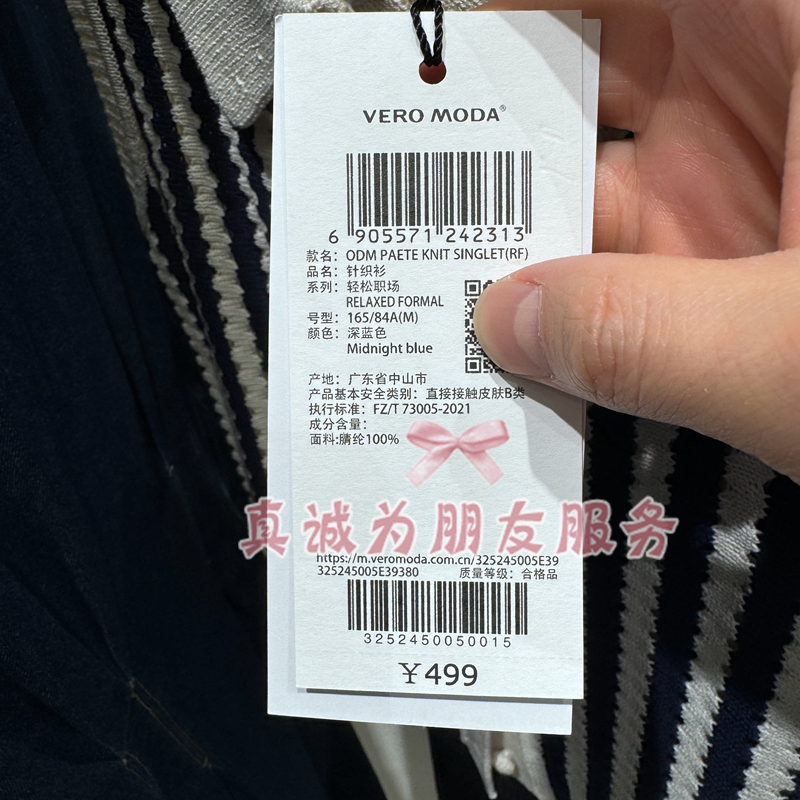 VERO MODA®
6 905571 242313
款名：ODM PAETE KNIT SINGLET(RF)
品名：针织衫
系列：轻松职场
RELAXED FORMAL
号型：165/84A(M)
颜色：深蓝色
Midnight blue
产地：广东省中山市
产品基本安全类别：直接接触皮肤B类
执行标准：FZ/T 73005-2021
成分含量：
面料:腈纶100%
真诚为朋友服务
https://m.veromoda.com.cn/325245005E39
325245005E39380 质量等级：合格品
3252450050015
¥499